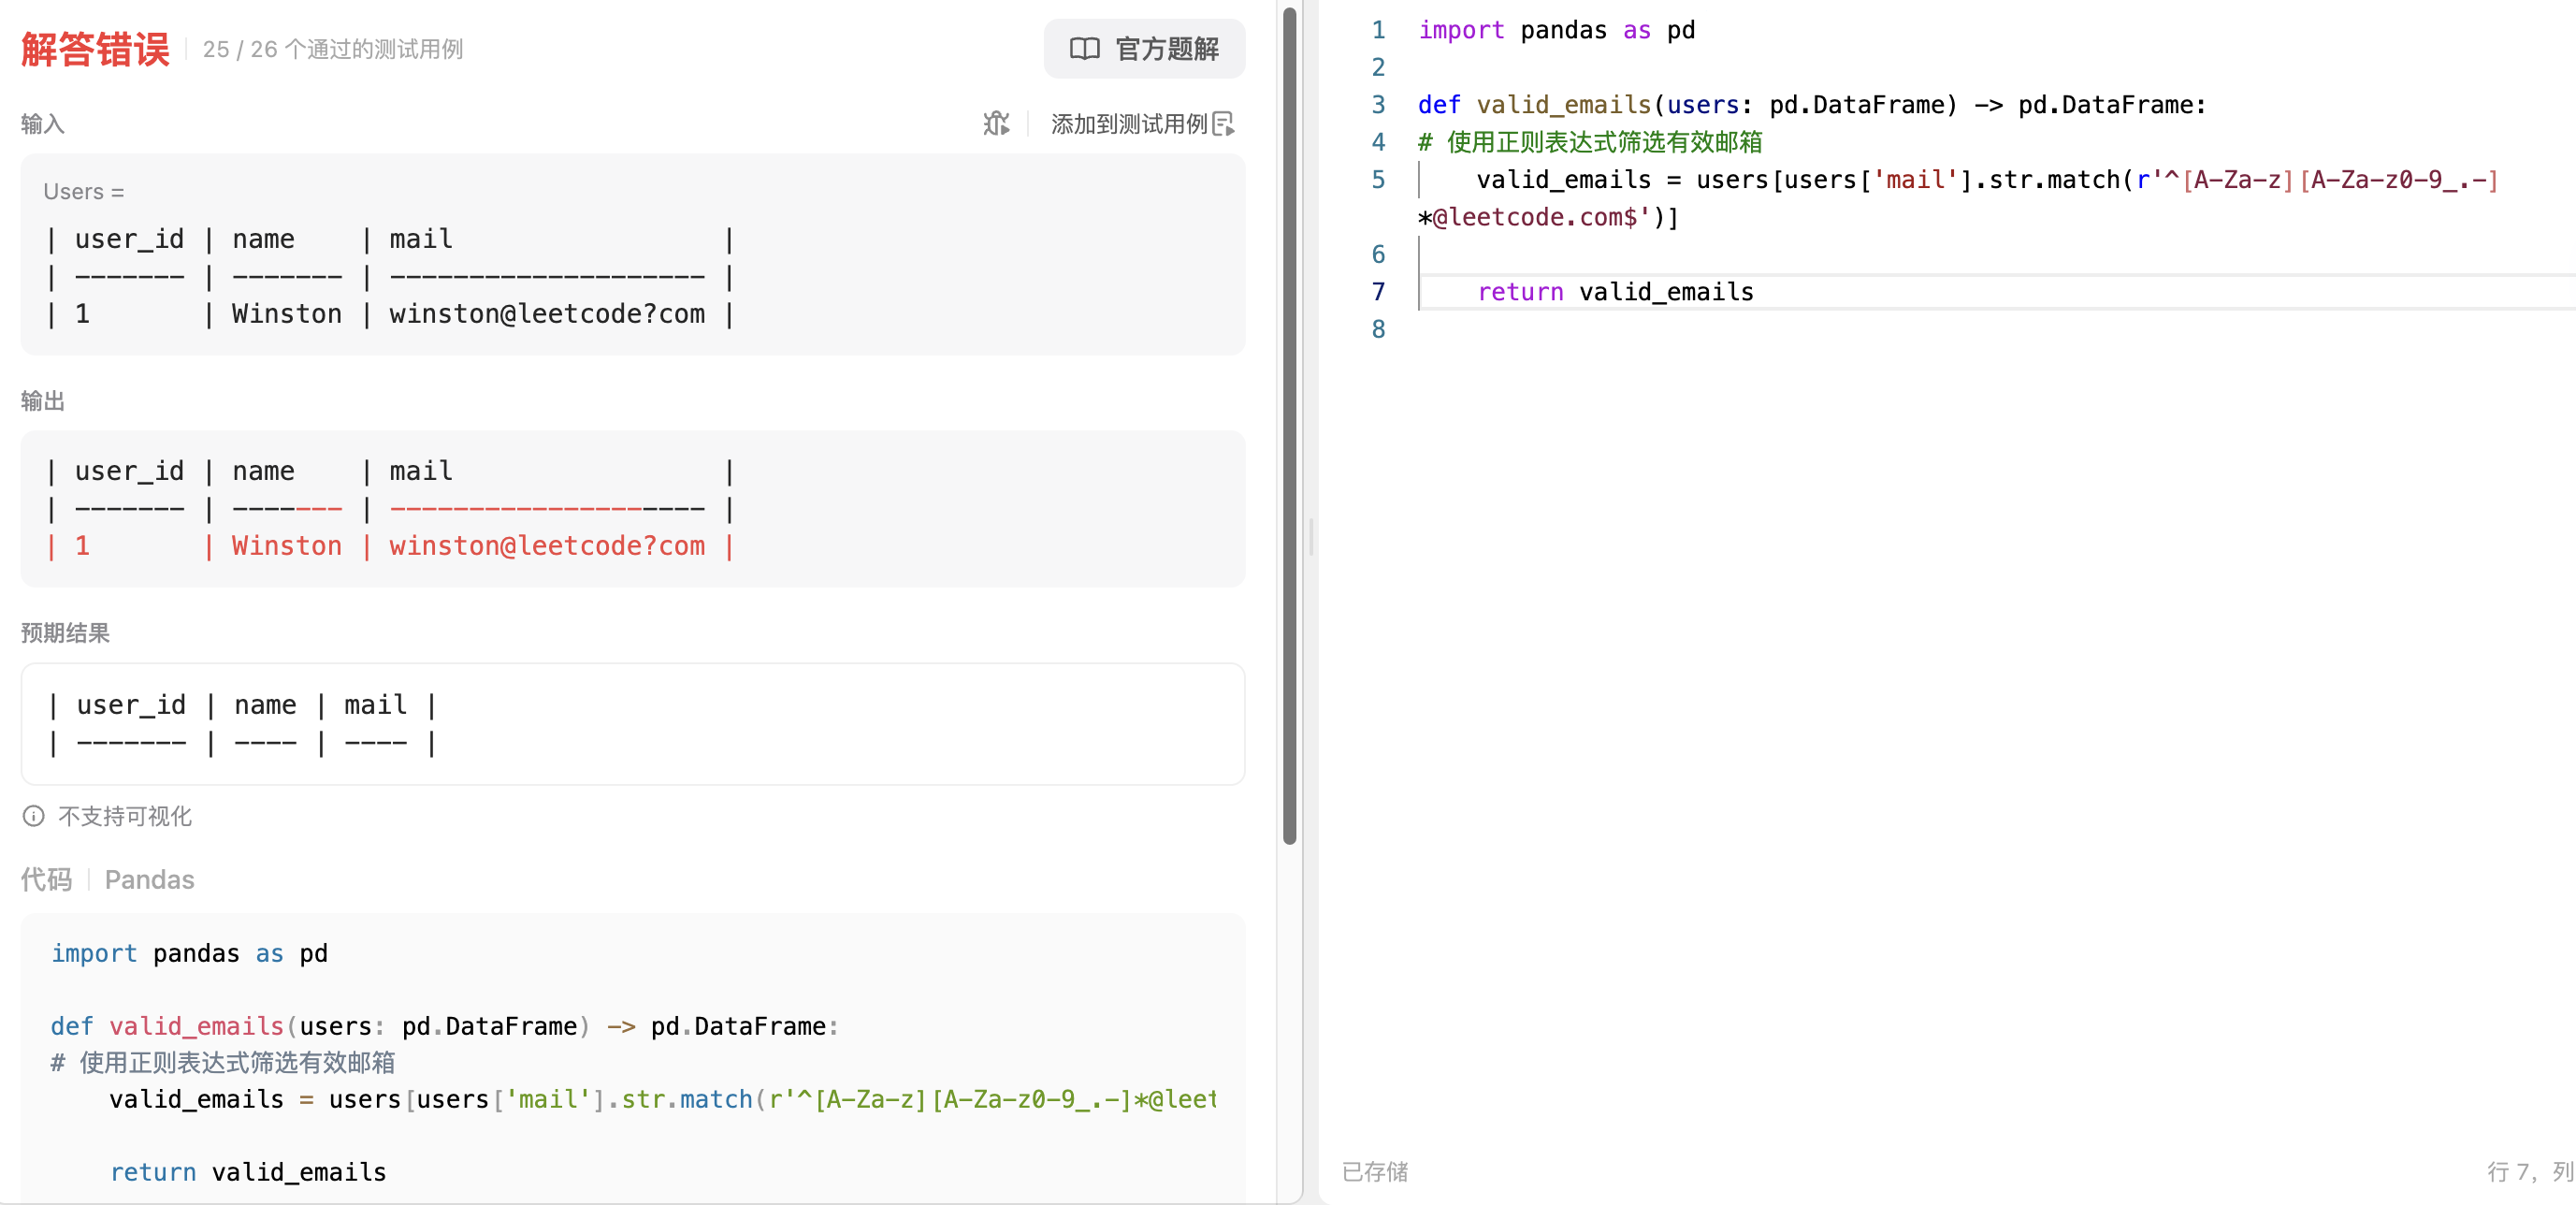 解答错误 25 / 26 个通过的测试用例 官方题解
输入 添加到测试用例
Users =
| user_id | name    | mail                 |
| ------- | ------- | -------------------- |
| 1       | Winston | winston@leetcode?com |
输出
| user_id | name    | mail                 |
| ------- | ------- | -------------------- |
| 1       | Winston | winston@leetcode?com |
预期结果
| user_id | name | mail |
| ------- | ---- | ---- |
不支持可视化
代码 Pandas
import pandas as pd
def valid_emails(users: pd.DataFrame) -> pd.DataFrame:
# 使用正则表达式筛选有效邮箱
    valid_emails = users[users['mail'].str.match(r'^[A-Za-z][A-Za-z0-9_.-]*@leet
    return valid_emails
1 import pandas as pd
2
3 def valid_emails(users: pd.DataFrame) -> pd.DataFrame:
4 # 使用正则表达式筛选有效邮箱
5     valid_emails = users[users['mail'].str.match(r'^[A-Za-z][A-Za-z0-9_.-]
*@leetcode.com$')]
6
7     return valid_emails
8
已存储 行 7, 列